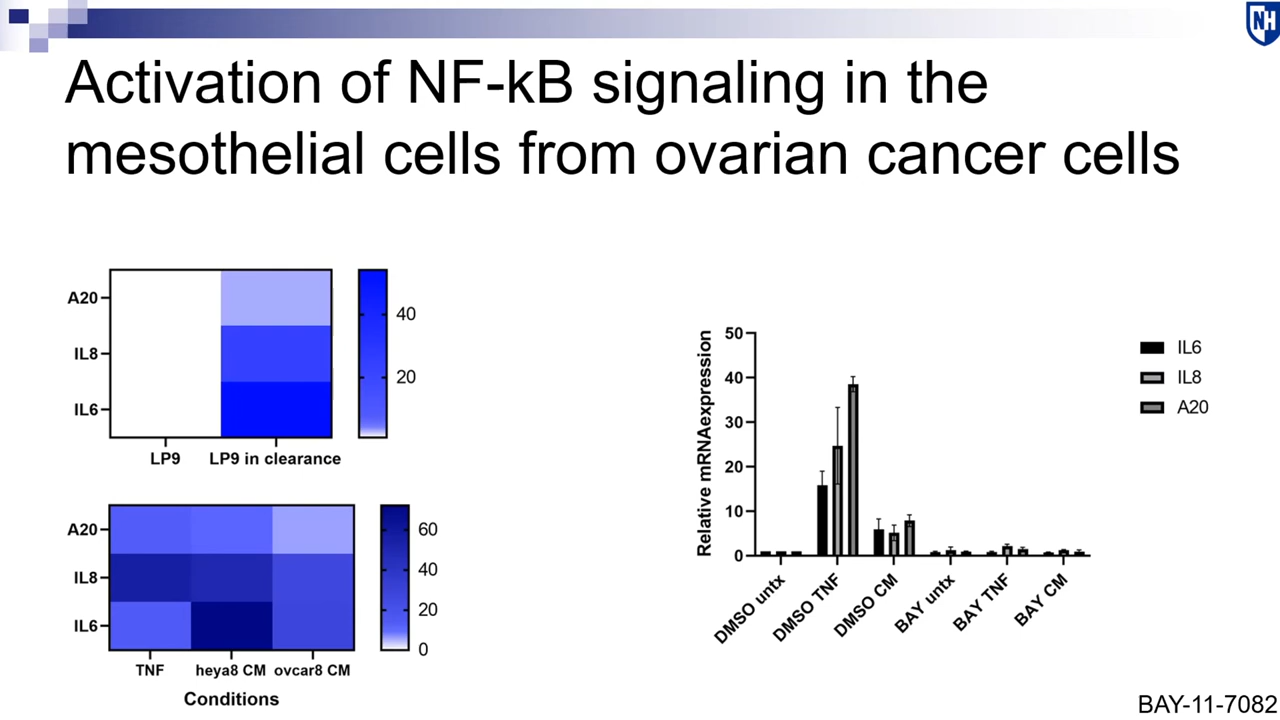 NH
Activation of NF-kB signaling in the
mesothelial cells from ovarian cancer cells
A20
IL8
IL6
LP9
LP9 in clearance
40
20
A20
IL8
IL6
TNF
heya8 CM
ovcar8 CM
Conditions
60
40
20
0
Relative mRNAexpression
50
40
30
20
10
0
DMSO untx
DMSO TNF
DMSO CM
BAY untx
BAY TNF
BAY CM
IL6
IL8
A20
BAY-11-7082